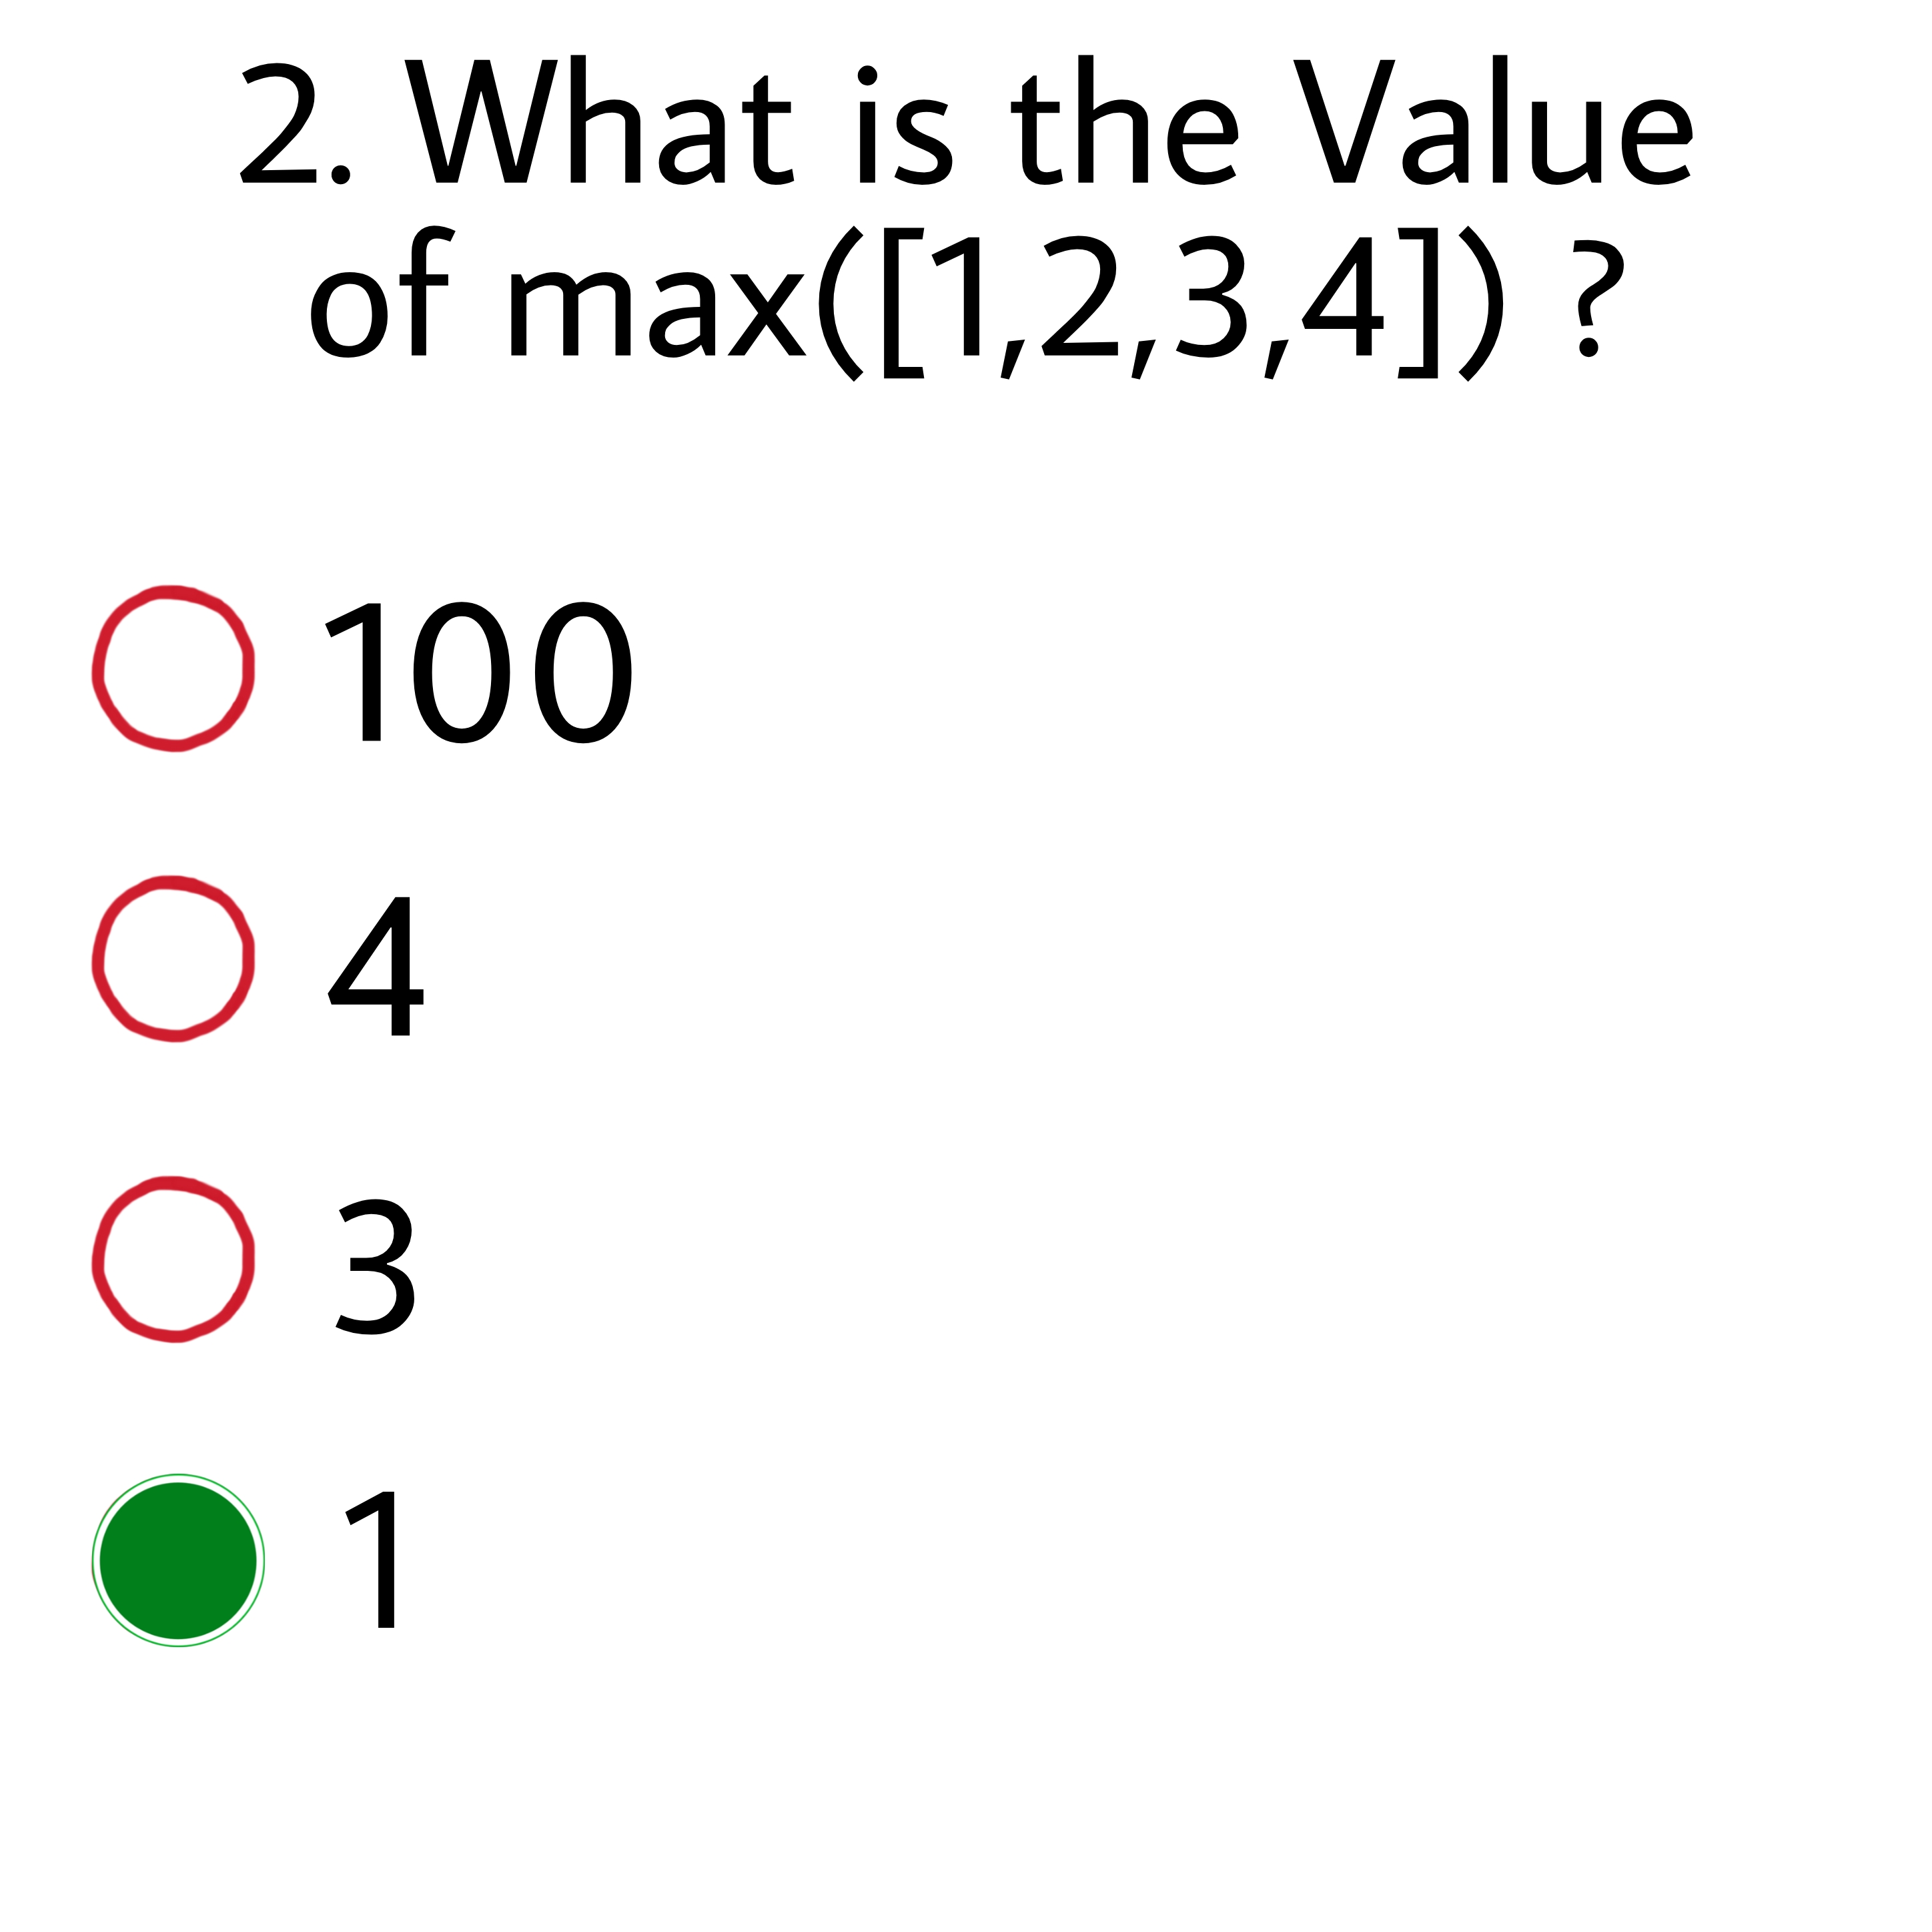 2. What is the Value
of max([1,2,3,4]) ?
100
4
3
1